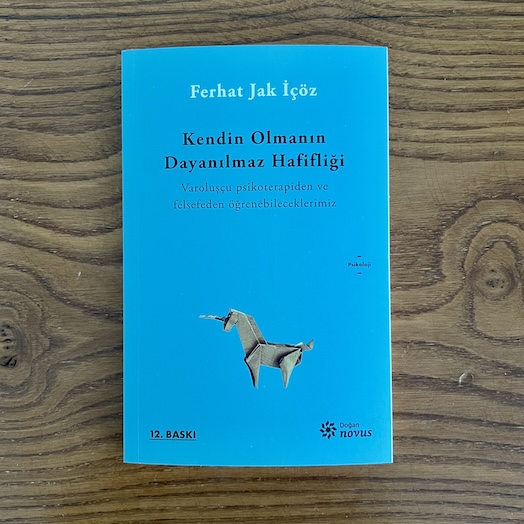 Ferhat Jak İçöz
Kendin Olmanın
Dayanılmaz Hafifliği
Varoluşçu psikoterapiden ve
felsefeden öğrenebileceklerimiz
Psikoloji
12. BASKI
Doğan
novus